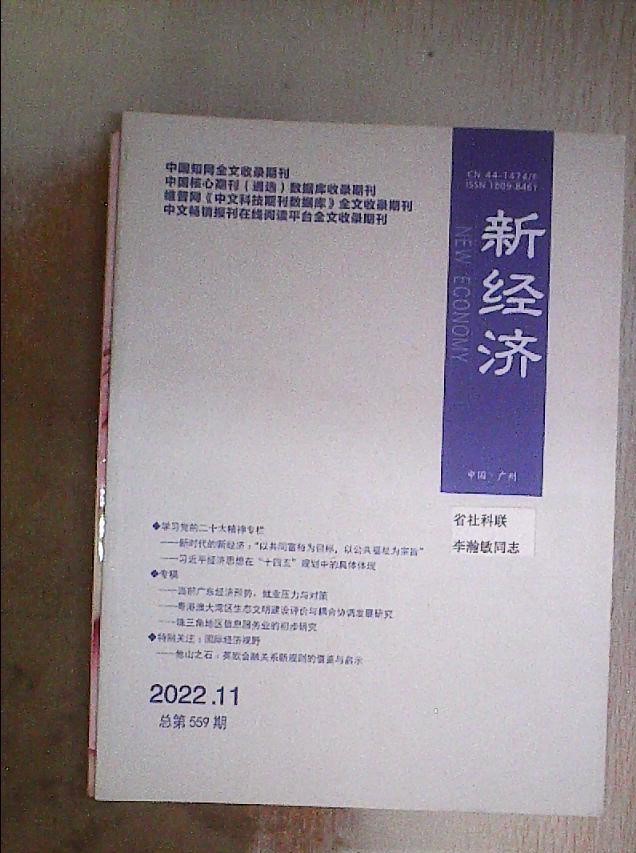 中国知网全文收录期刊
中国核心期刊（遴选）数据库收录期刊
维普网《中文科技期刊数据库》全文收录期刊
中文畅销报刊在线阅读平台全文收录期刊
CN 44-1474/F
ISSN 1009-8461
新经济
NEW ECONOMY
中国·广州
省社科联
李瀚敏同志
◆学习党的二十大精神专栏
——新时代的新经济："以共同富裕为目标，以公共福祉为宗旨"
——习近平经济思想在"十四五"规划中的具体体现
◆专稿
——当前广东经济形势、就业压力与对策
——粤港澳大湾区生态文明建设评价与耦合协调发展研究
——珠三角地区信息服务业的初步研究
◆特别关注：国际经济视野
——他山之石：英欧金融关系新规则的借鉴与启示
2022.11
总第559期